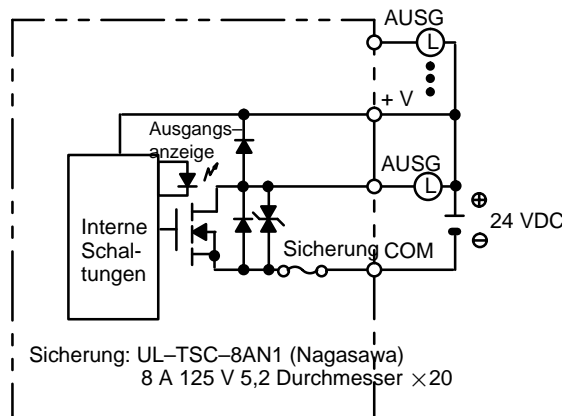 AUSG
L
+ V
Ausgangs–
anzeige
AUSG
L
Interne
Schal-
tungen
⊕
24 VDC
⊖
Sicherung COM
Sicherung: UL–TSC–8AN1 (Nagasawa)
8 A 125 V 5,2 Durchmesser ×20